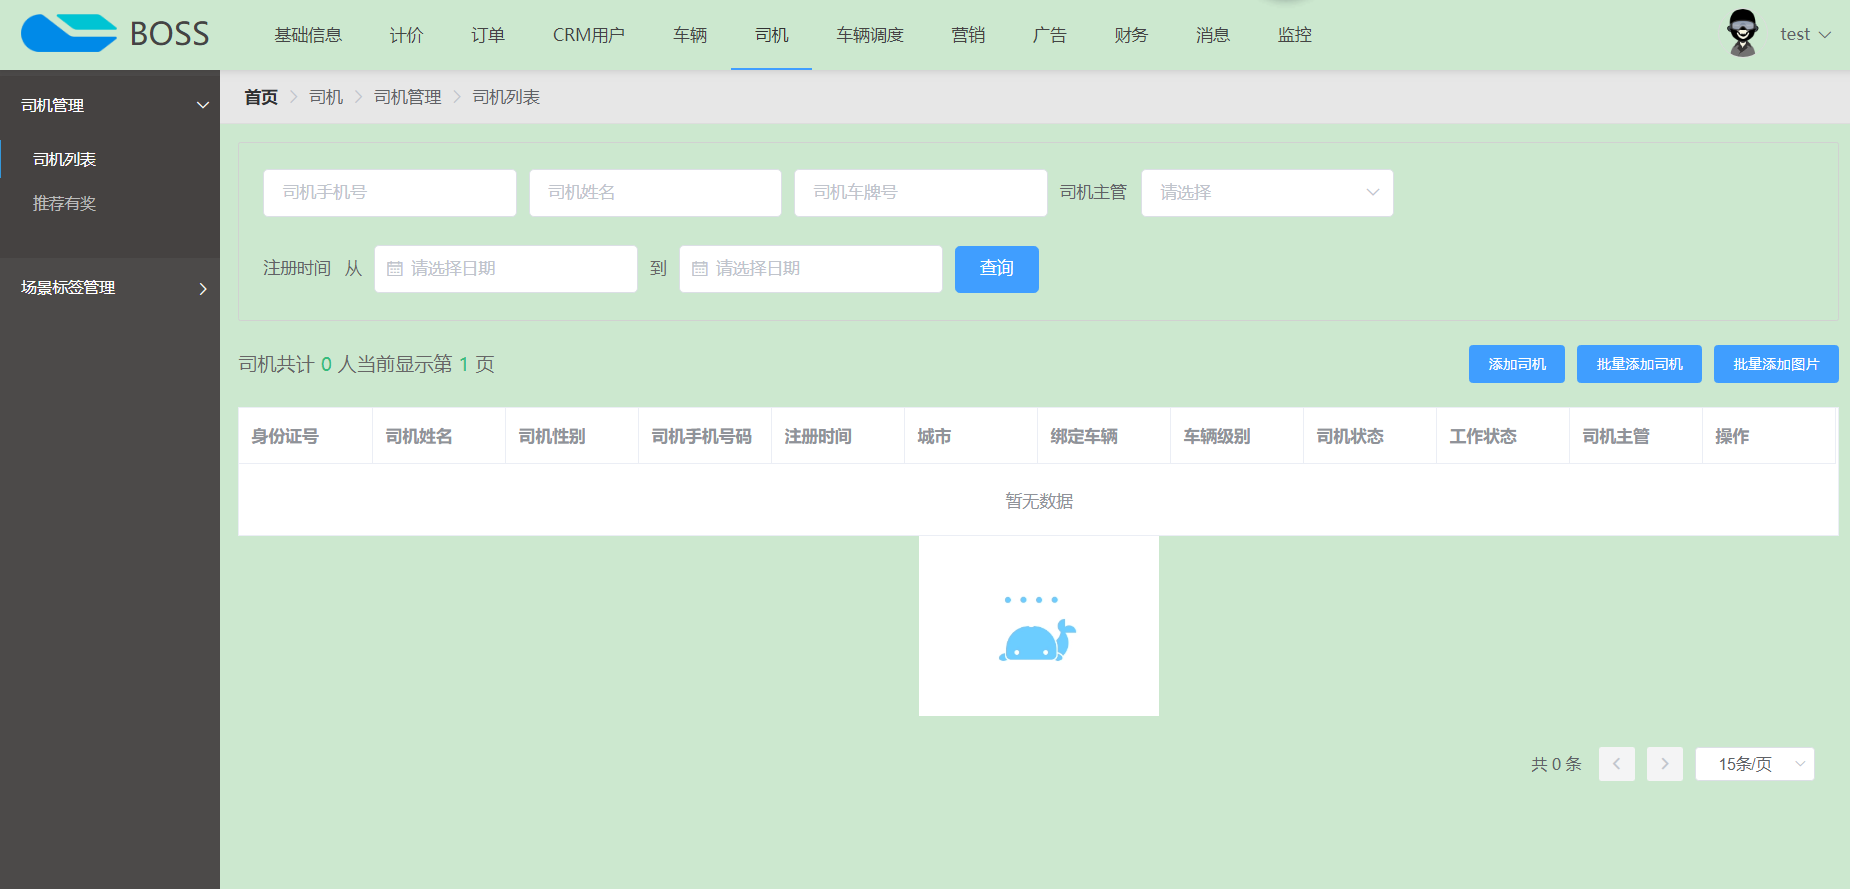 BOSS 基础信息 计价 订单 CRM用户 车辆 司机 车辆调度 营销 广告 财务 消息 监控 test
司机管理
司机列表
推荐有奖
场景标签管理
首页 司机 司机管理 司机列表
司机手机号 司机姓名 司机车牌号 司机主管 请选择
注册时间 从 请选择日期 到 请选择日期 查询
司机共计 0 人当前显示第 1 页 添加司机 批量添加司机 批量添加图片
身份证号 司机姓名 司机性别 司机手机号码 注册时间 城市 绑定车辆 车辆级别 司机状态 工作状态 司机主管 操作
暂无数据
共 0 条 15条/页